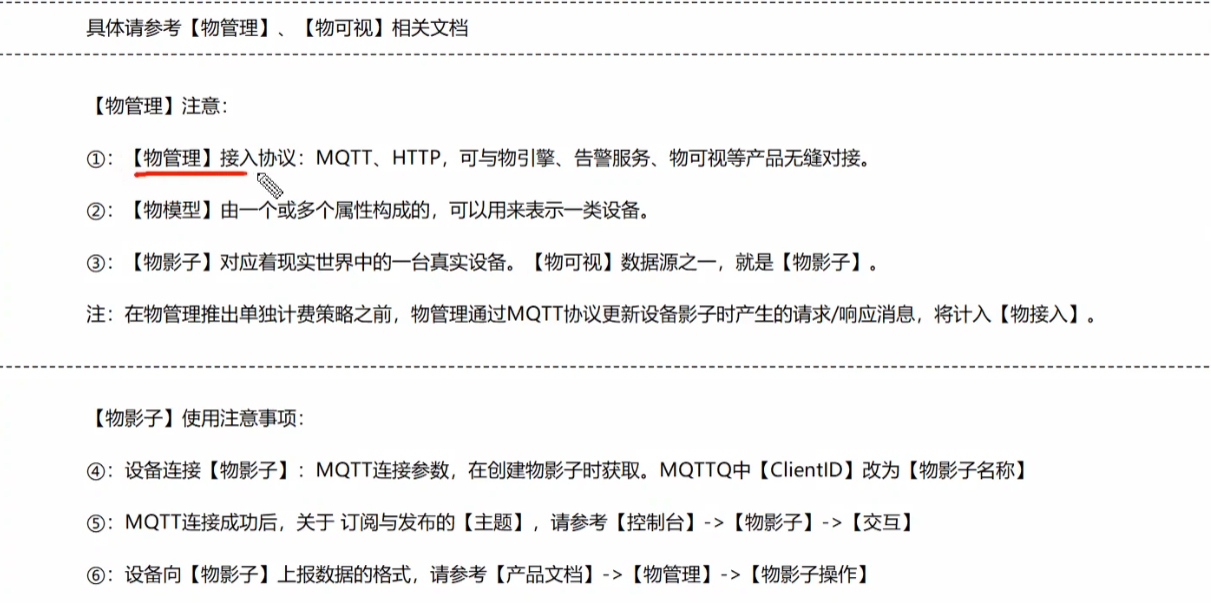 具体请参考【物管理】、【物可视】相关文档
【物管理】注意：
①：【物管理】接入协议：MQTT、HTTP，可与物引擎、告警服务、物可视等产品无缝对接。
②：【物模型】由一个或多个属性构成的，可以用来表示一类设备。
③：【物影子】对应着现实世界中的一台真实设备。【物可视】数据源之一，就是【物影子】。
注：在物管理推出单独计费策略之前，物管理通过MQTT协议更新设备影子时产生的请求/响应消息，将计入【物接入】。
【物影子】使用注意事项：
④：设备连接【物影子】：MQTT连接参数，在创建物影子时获取。MQTTQ中【ClientID】改为【物影子名称】
⑤：MQTT连接成功后，关于 订阅与发布的【主题】，请参考【控制台】->【物影子】->【交互】
⑥：设备向【物影子】上报数据的格式，请参考【产品文档】->【物管理】->【物影子操作】